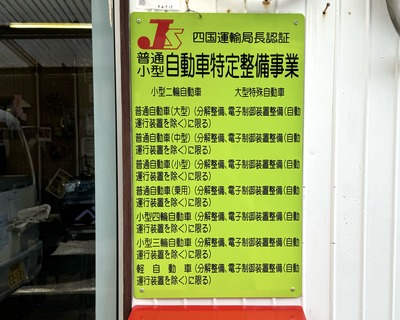 JS 四国運輸局長認証
普通
小型 自動車特定整備事業
小型二輪自動車 大型特殊自動車
普通自動車(大型)(分解整備、電子制御装置整備(自動
運行装置を除く)に限る)
普通自動車(中型)(分解整備、電子制御装置整備(自動
運行装置を除く)に限る)
普通自動車(小型)(分解整備、電子制御装置整備(自動
運行装置を除く)に限る)
普通自動車(乗用)(分解整備、電子制御装置整備(自動
運行装置を除く)に限る)
小型四輪自動車(分解整備、電子制御装置整備(自動
運行装置を除く)に限る)
小型三輪自動車(分解整備、電子制御装置整備(自動
運行装置を除く)に限る)
軽自動車(分解整備、電子制御装置整備(自動
運行装置を除く)に限る)